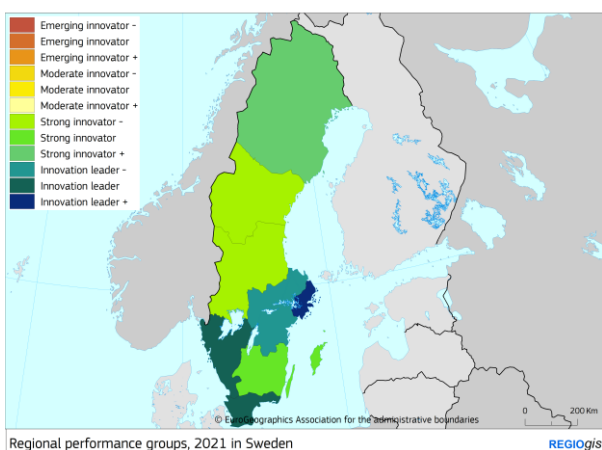 Emerging innovator -
Emerging innovator
Emerging innovator +
Moderate innovator -
Moderate innovator
Moderate innovator +
Strong innovator -
Strong innovator
Strong innovator +
Innovation leader -
Innovation leader
Innovation leader +
© EuroGeographics Association for the administrative boundaries
0 200 Km
Regional performance groups, 2021 in Sweden
REGIOgis